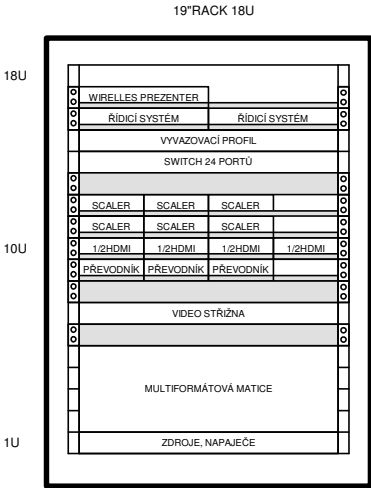 19"RACK 18U
18U
WIRELLES PREZENTER
ŘÍDICÍ SYSTÉM ŘÍDICÍ SYSTÉM
VYVAZOVACÍ PROFIL
SWITCH 24 PORTŮ
SCALER SCALER SCALER
SCALER SCALER SCALER
10U 1/2HDMI 1/2HDMI 1/2HDMI 1/2HDMI
PŘEVODNÍK PŘEVODNÍK PŘEVODNÍK
VIDEO STŘIŽNA
MULTIFORMÁTOVÁ MATICE
1U ZDROJE, NAPAJEČE